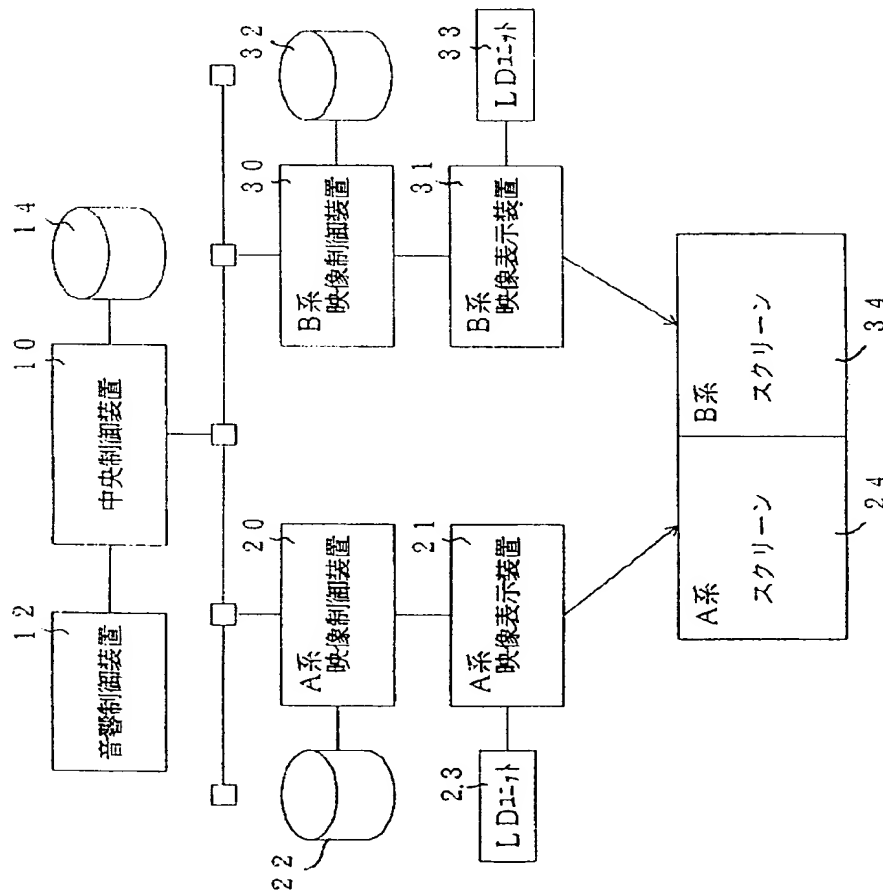 12
音響制御装置
10
中央制御装置
14
20
A系
映像制御装置
22
30
B系
映像制御装置
32
21
A系
映像表示装置
23
LDユニット
31
B系
映像表示装置
33
LDユニット
A系
スクリーン
24
B系
スクリーン
34